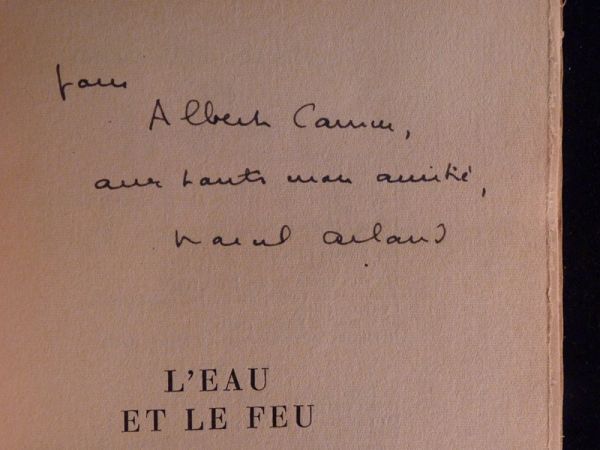 pour
Albert Camus,
avec toute mon amitié,
Marcel Arland
L'EAU
ET LE FEU